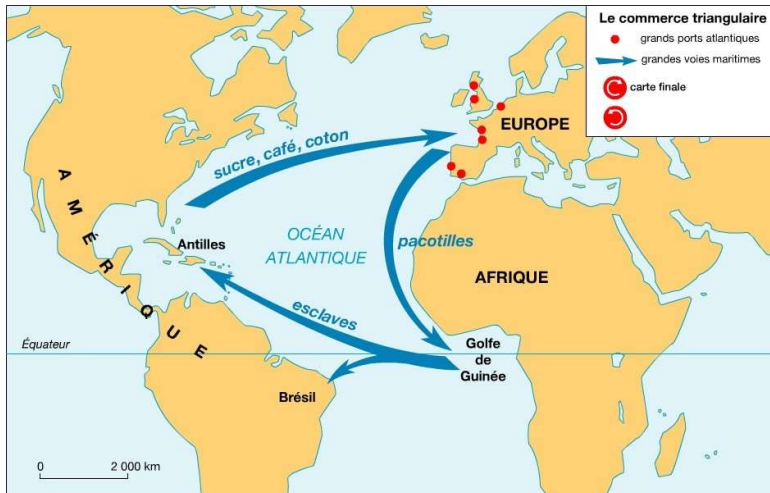 Le commerce triangulaire
grands ports atlantiques
grandes voies maritimes
carte finale
EUROPE
sucre, café, coton
AMÉRIQUE
Antilles
OCÉAN
ATLANTIQUE
pacotilles
AFRIQUE
esclaves
Équateur
Golfe
de
Guinée
Brésil
0 2 000 km